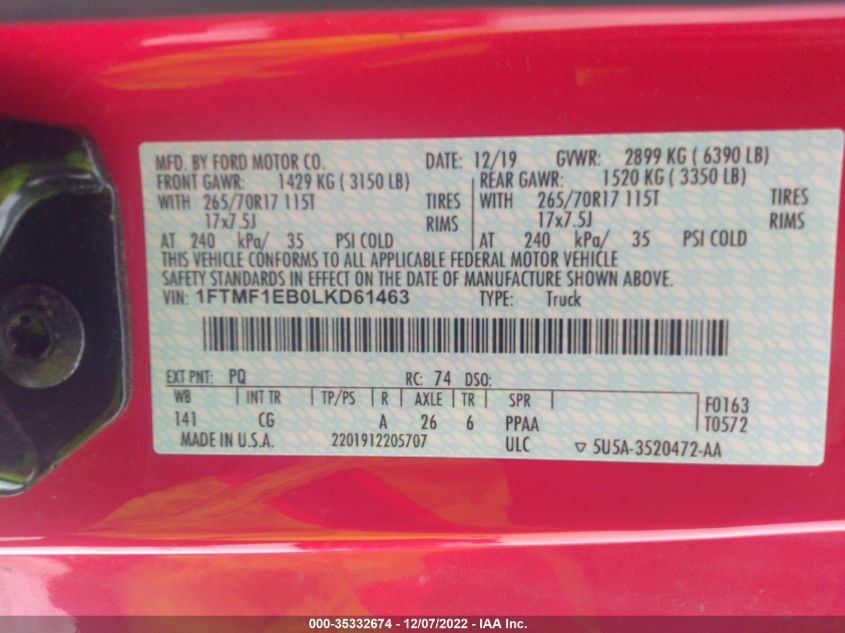 MFD. BY FORD MOTOR CO. DATE: 12/19 GVWR: 2899 KG ( 6390 LB)
FRONT GAWR: 1429 KG ( 3150 LB) REAR GAWR: 1520 KG ( 3350 LB)
WITH 265/70R17 115T TIRES WITH 265/70R17 115T TIRES
17x7.5J RIMS 17x7.5J RIMS
AT 240 kPa/ 35 PSI COLD AT 240 kPa/ 35 PSI COLD
THIS VEHICLE CONFORMS TO ALL APPLICABLE FEDERAL MOTOR VEHICLE
SAFETY STANDARDS IN EFFECT ON THE DATE OF MANUFACTURE SHOWN ABOVE.
VIN: 1FTMF1EB0LKD61463 TYPE: Truck
EXT PNT: PQ RC: 74 DSO:
WB INT TR TP/PS R AXLE TR SPR F0163
141 CG A 26 6 PPAA T0572
MADE IN U.S.A. 2201912205707 ULC ▽ 5U5A-3520472-AA
000-35332674 - 12/07/2022 - IAA Inc.